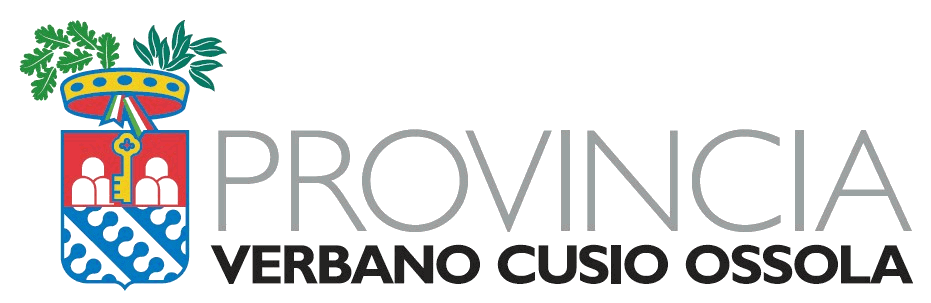 PROVINCIA
VERBANO CUSIO OSSOLA